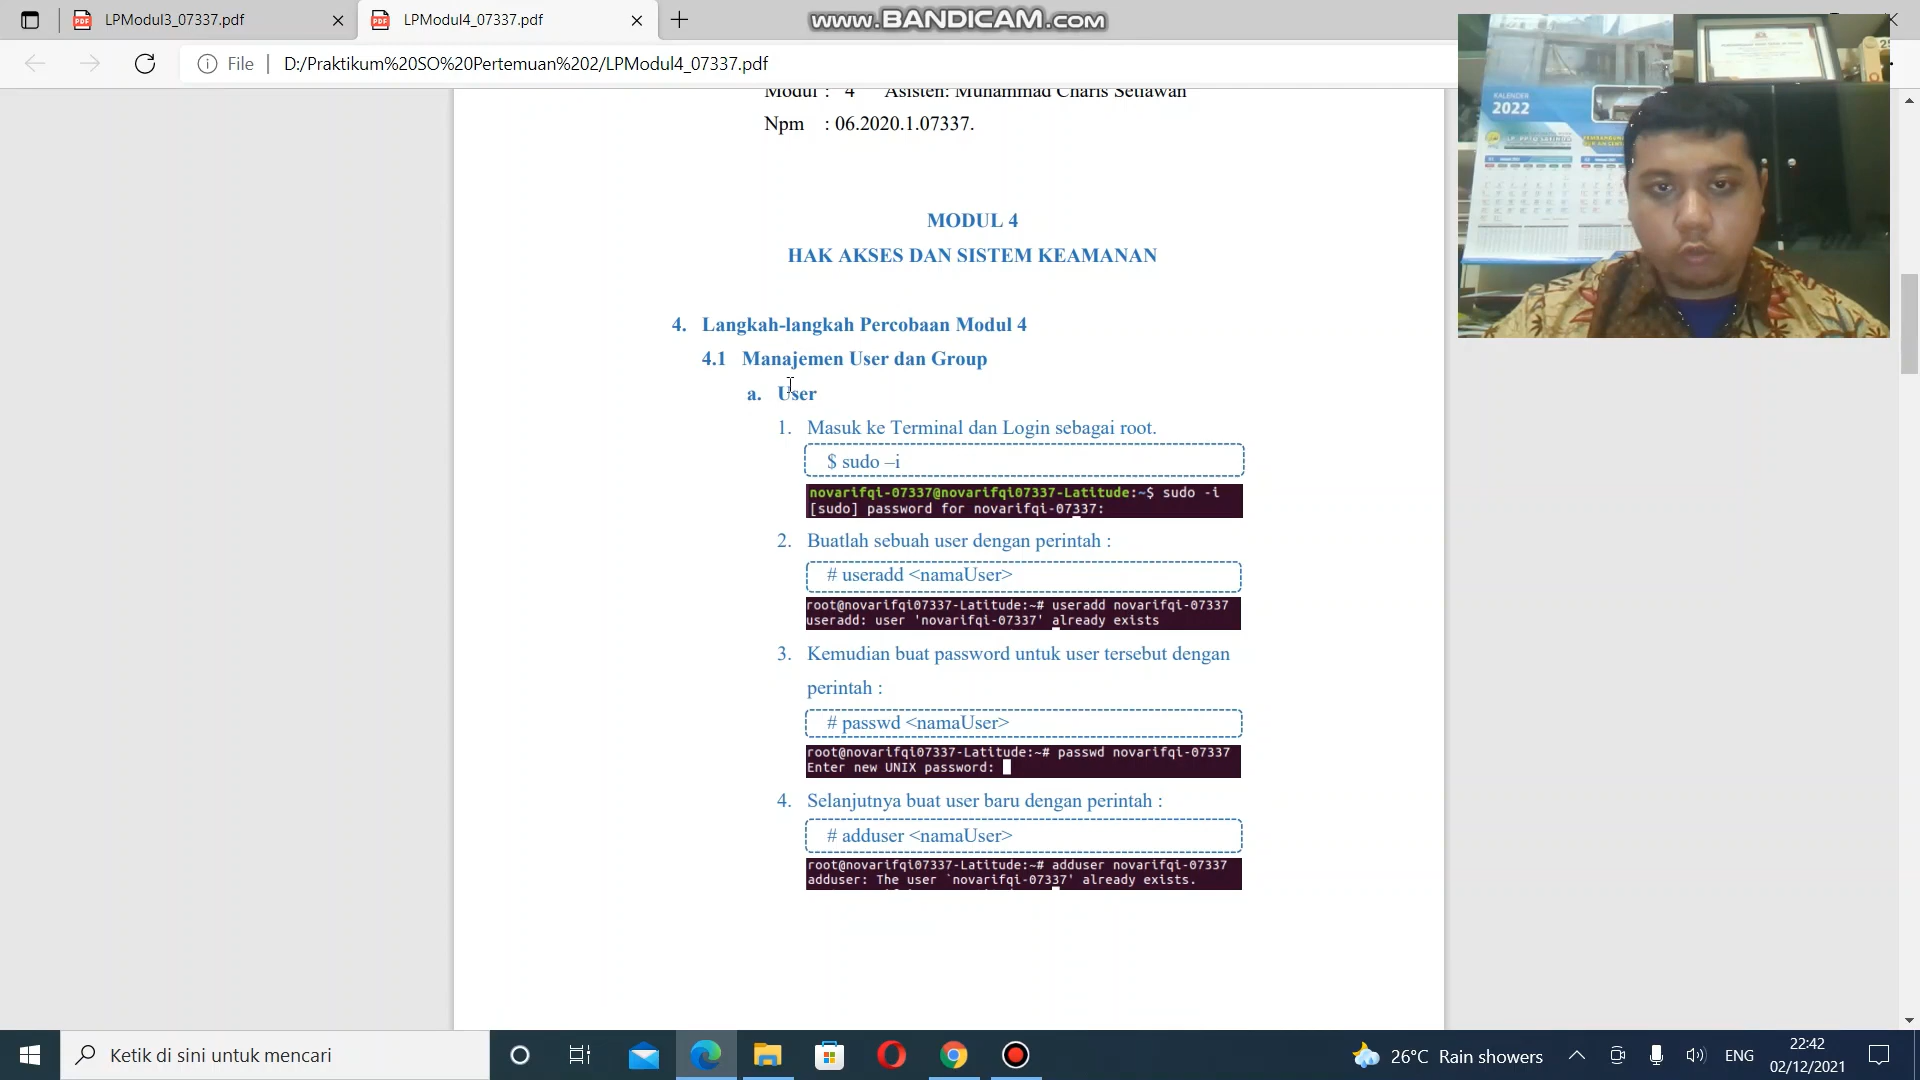 LPModul3_07337.pdf
LPModul4_07337.pdf
www.BANDICAM.com
File
D:/Praktikum%20SO%20Pertemuan%202/LPModul4_07337.pdf
Modul : 4 Asisten: Muhammad Charis Setiawan
Npm : 06.2020.1.07337.
KALENDER
2022
MODUL 4
HAK AKSES DAN SISTEM KEAMANAN
4. Langkah-langkah Percobaan Modul 4
4.1 Manajemen User dan Group
a. User
1. Masuk ke Terminal dan Login sebagai root.
$ sudo –i
novarifqi-07337@novarifqi07337-Latitude:~$ sudo -i
[sudo] password for novarifqi-07337:
2. Buatlah sebuah user dengan perintah :
# useradd <namaUser>
root@novarifqi07337-Latitude:~# useradd novarifqi-07337
useradd: user 'novarifqi-07337' already exists
3. Kemudian buat password untuk user tersebut dengan
perintah :
# passwd <namaUser>
root@novarifqi07337-Latitude:~# passwd novarifqi-07337
Enter new UNIX password:
4. Selanjutnya buat user baru dengan perintah :
# adduser <namaUser>
root@novarifqi07337-Latitude:~# adduser novarifqi-07337
adduser: The user `novarifqi-07337' already exists.
Ketik di sini untuk mencari
26°C Rain showers
ENG
22:42
02/12/2021